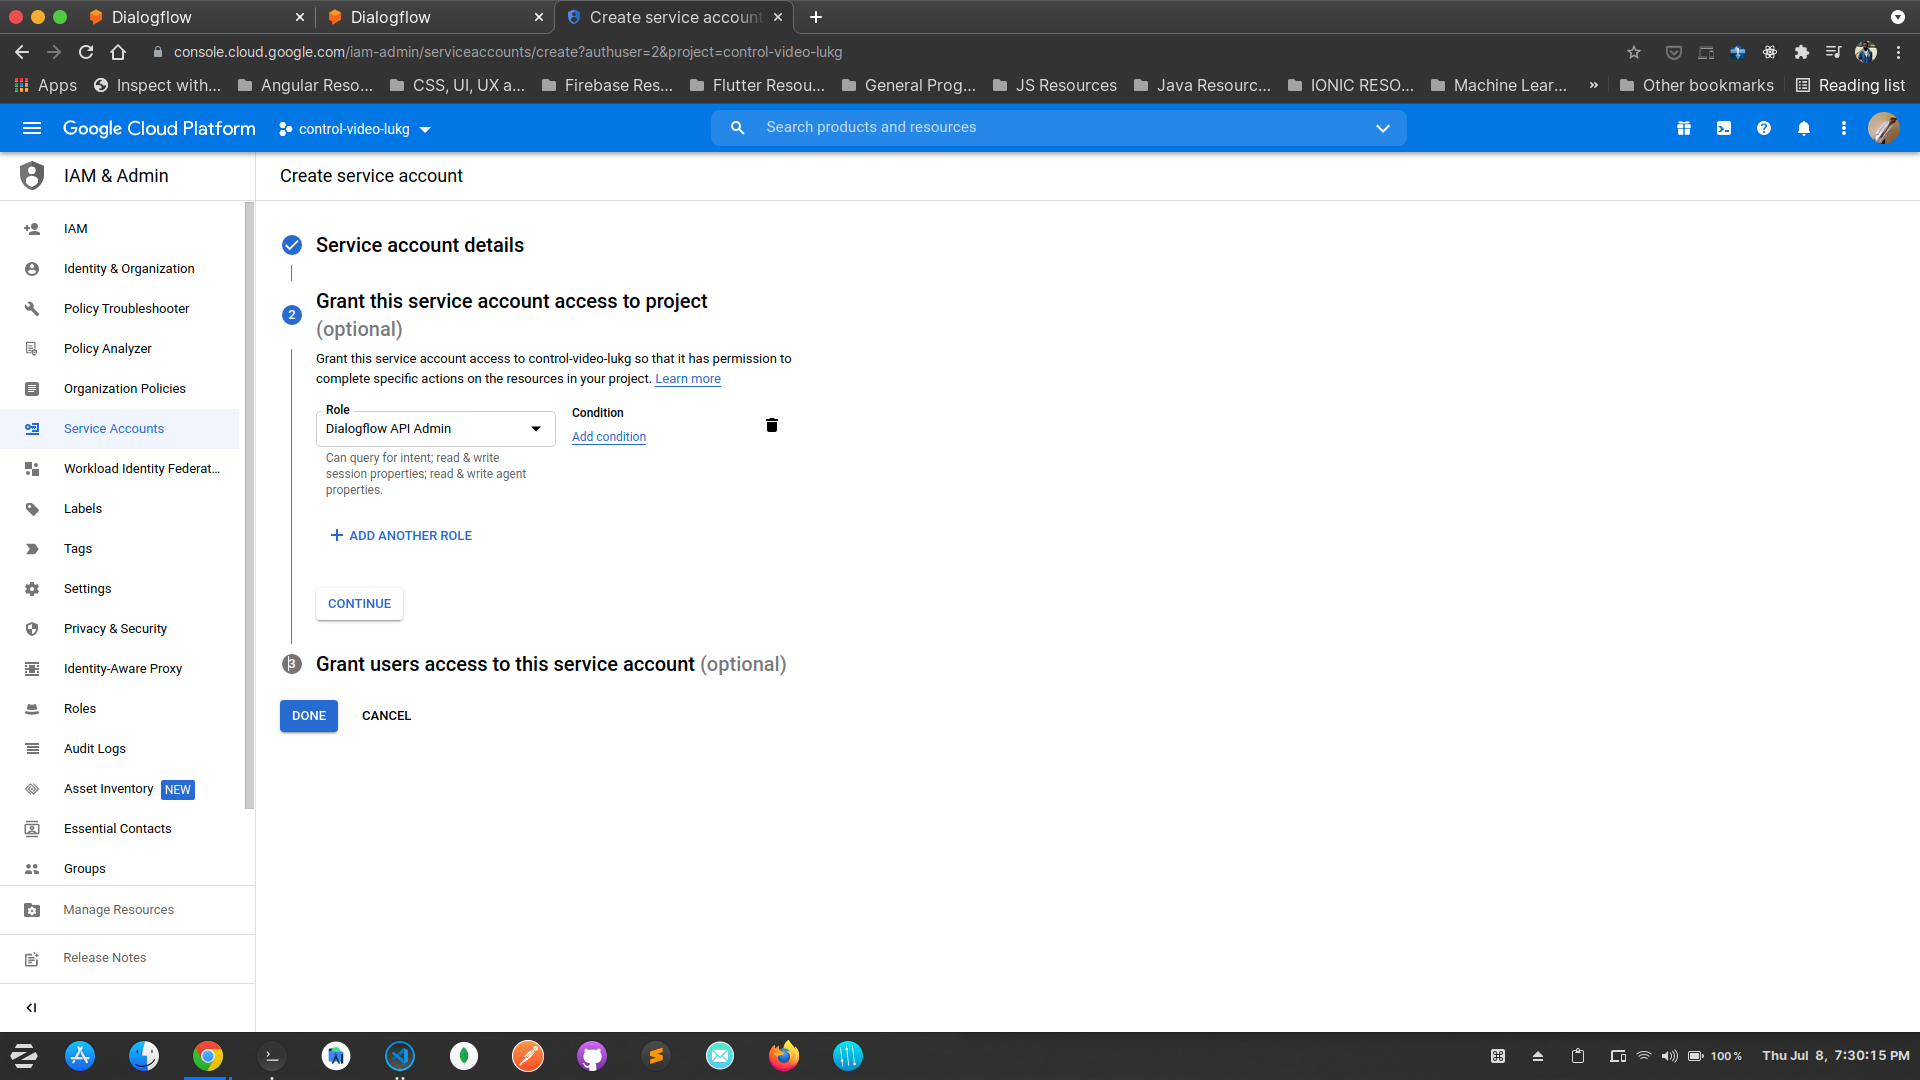 Dialogflow
Dialogflow
Create service account
console.cloud.google.com/iam-admin/serviceaccounts/create?authuser=2&project=control-video-lukg
Apps
Inspect with...
Angular Reso...
CSS, UI, UX a...
Firebase Res...
Flutter Resou...
General Prog...
JS Resources
Java Resourc...
IONIC RESO...
Machine Lear...
»
Other bookmarks
Reading list
Google Cloud Platform
control-video-lukg
Search products and resources
IAM & Admin
Create service account
IAM
Identity & Organization
Policy Troubleshooter
Policy Analyzer
Organization Policies
Service Accounts
Workload Identity Federat...
Labels
Tags
Settings
Privacy & Security
Identity-Aware Proxy
Roles
Audit Logs
Asset Inventory NEW
Essential Contacts
Groups
Manage Resources
Release Notes
Service account details
2
Grant this service account access to project
(optional)
Grant this service account access to control-video-lukg so that it has permission to
complete specific actions on the resources in your project. Learn more
Role
Dialogflow API Admin
Condition
Add condition
Can query for intent; read & write
session properties; read & write agent
properties.
ADD ANOTHER ROLE
CONTINUE
3
Grant users access to this service account (optional)
DONE
CANCEL
100 %
Thu Jul 8, 7:30:15 PM